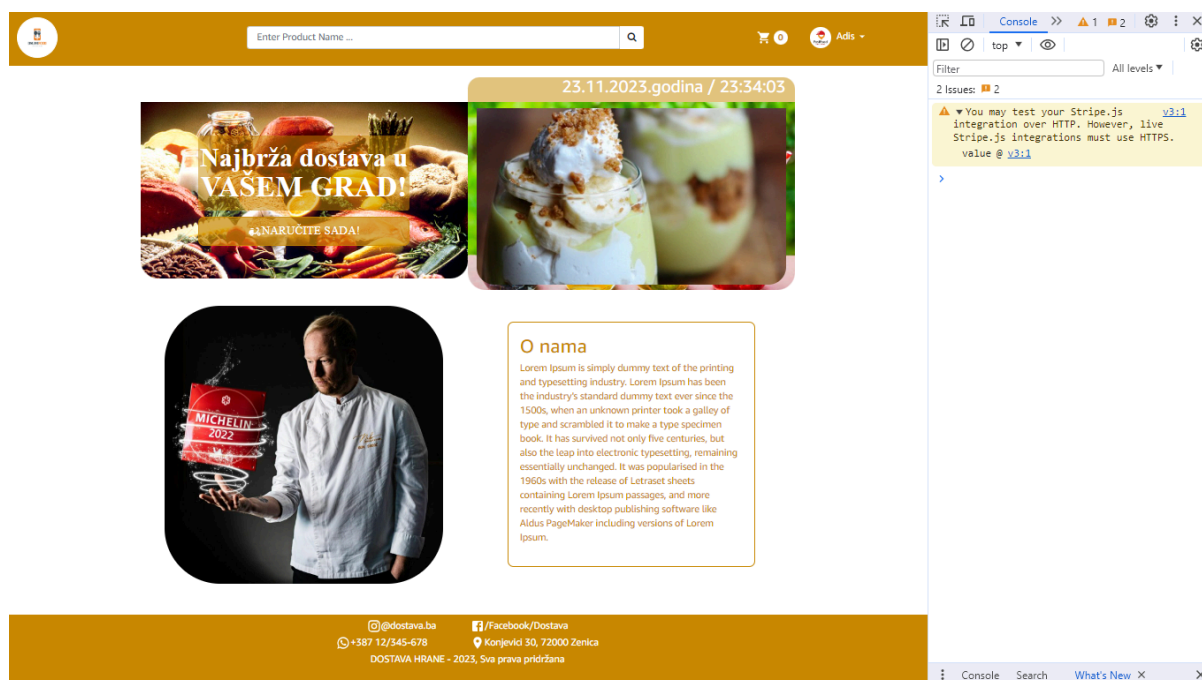 Enter Product Name ...
0
Adis
23.11.2023.godina / 23:34:03
Najbrža dostava u
VAŠEM GRAD!
NARUČITE SADA!
MICHELIN
2022
O nama
Lorem Ipsum is simply dummy text of the printing
and typesetting industry. Lorem Ipsum has been
the industry's standard dummy text ever since the
1500s, when an unknown printer took a galley of
type and scrambled it to make a type specimen
book. It has survived not only five centuries, but
also the leap into electronic typesetting, remaining
essentially unchanged. It was popularised in the
1960s with the release of Letraset sheets
containing Lorem Ipsum passages, and more
recently with desktop publishing software like
Aldus PageMaker including versions of Lorem
Ipsum.
@dostava.ba
/Facebook/Dostava
+387 12/345-678
Konjevici 30, 72000 Zenica
DOSTAVA HRANE - 2023, Sva prava pridržana
Console
1
2
top
Filter
All levels
2 Issues: 2
You may test your Stripe.js v3:1
integration over HTTP. However, live
Stripe.js integrations must use HTTPS.
value @ v3:1
Console Search What's New